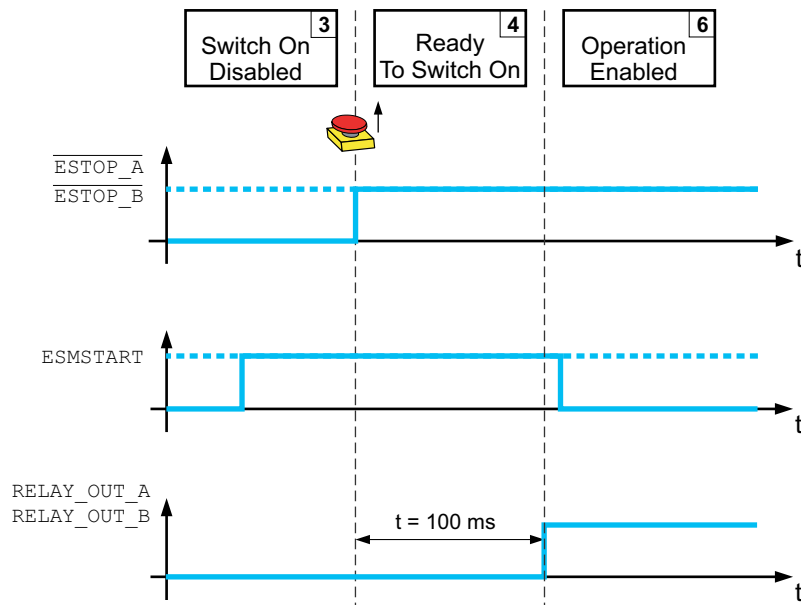 3
Switch On
Disabled
4
Ready
To Switch On
6
Operation
Enabled
ESTOP_A
ESTOP_B
t
ESMSTART
t
RELAY_OUT_A
RELAY_OUT_B
t = 100 ms
t